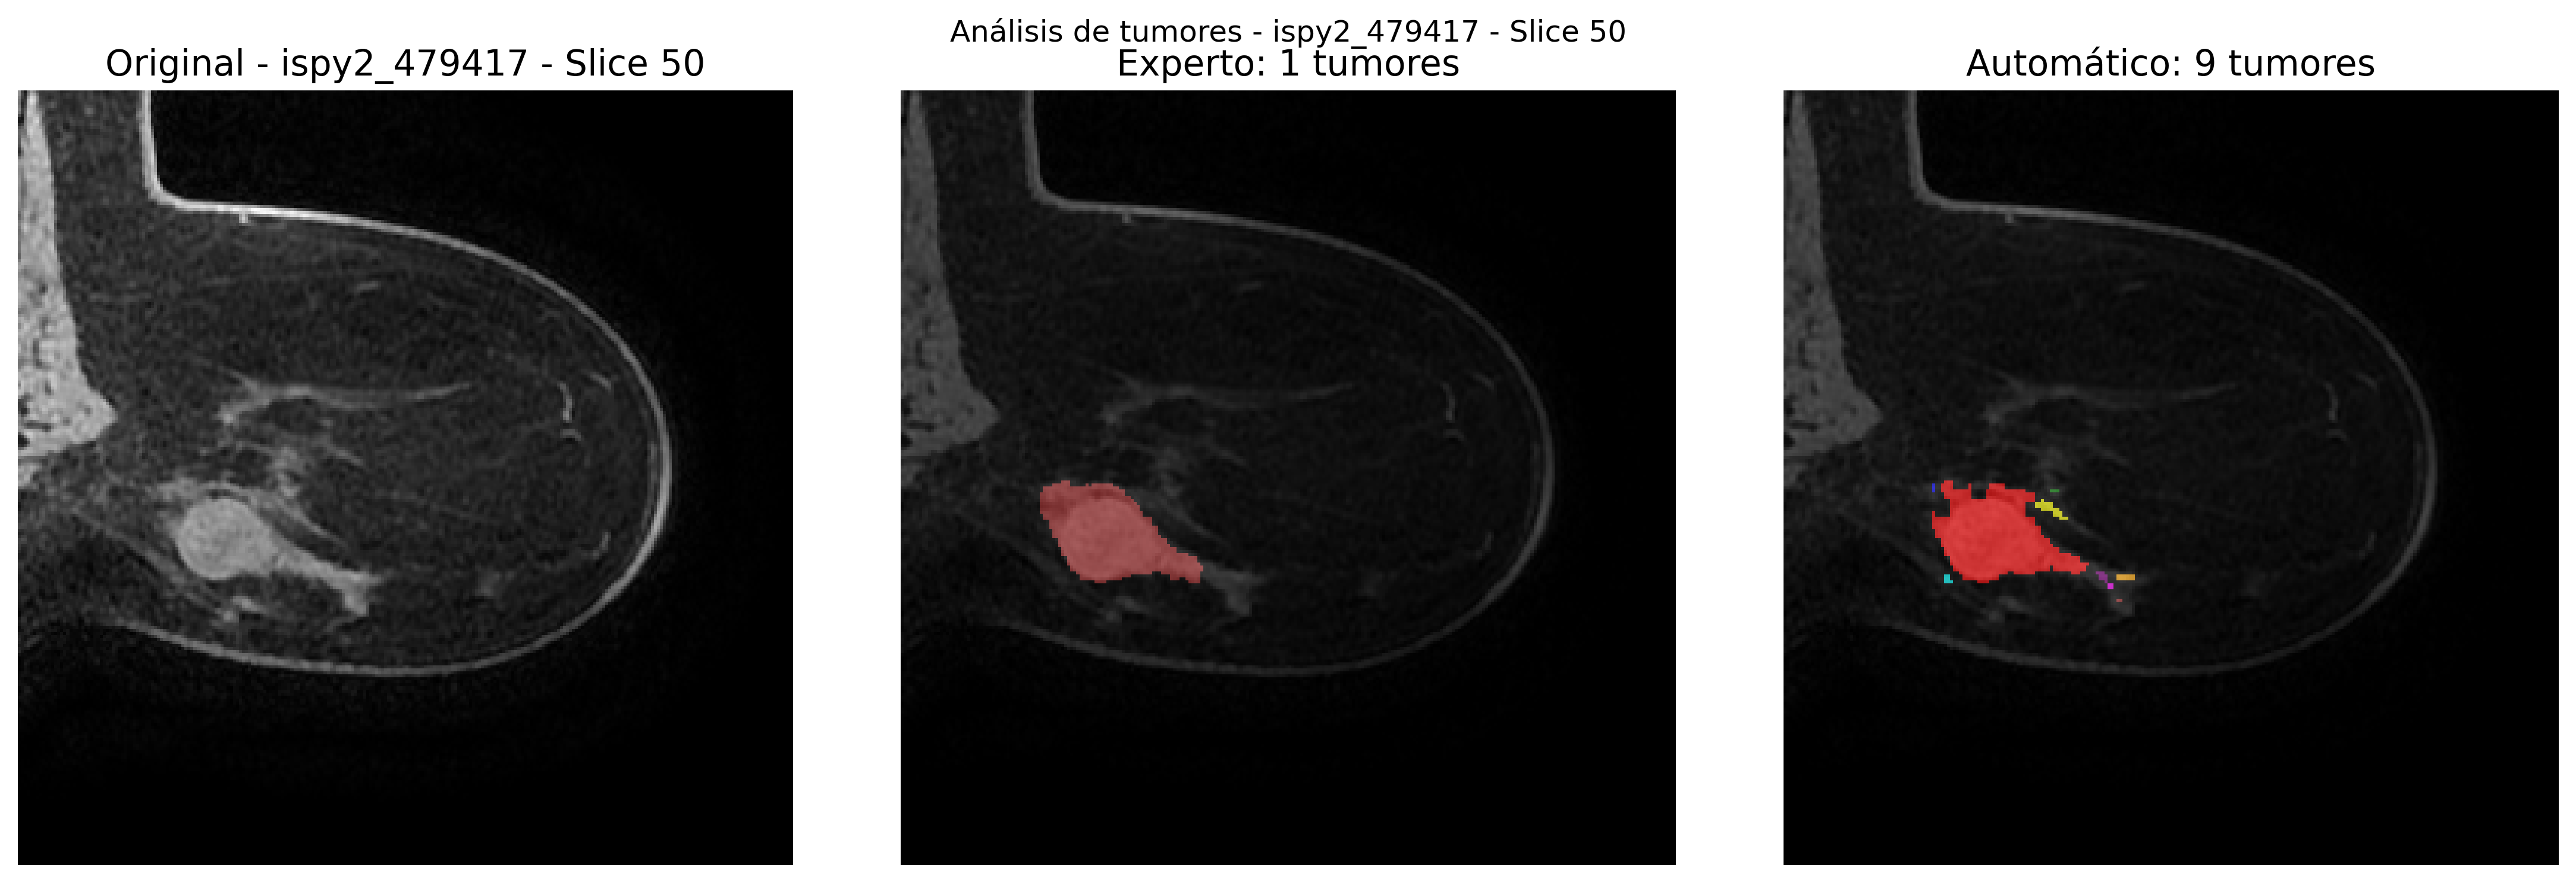 Análisis de tumores - ispy2_479417 - Slice 50
Original - ispy2_479417 - Slice 50
Experto: 1 tumores
Automático: 9 tumores